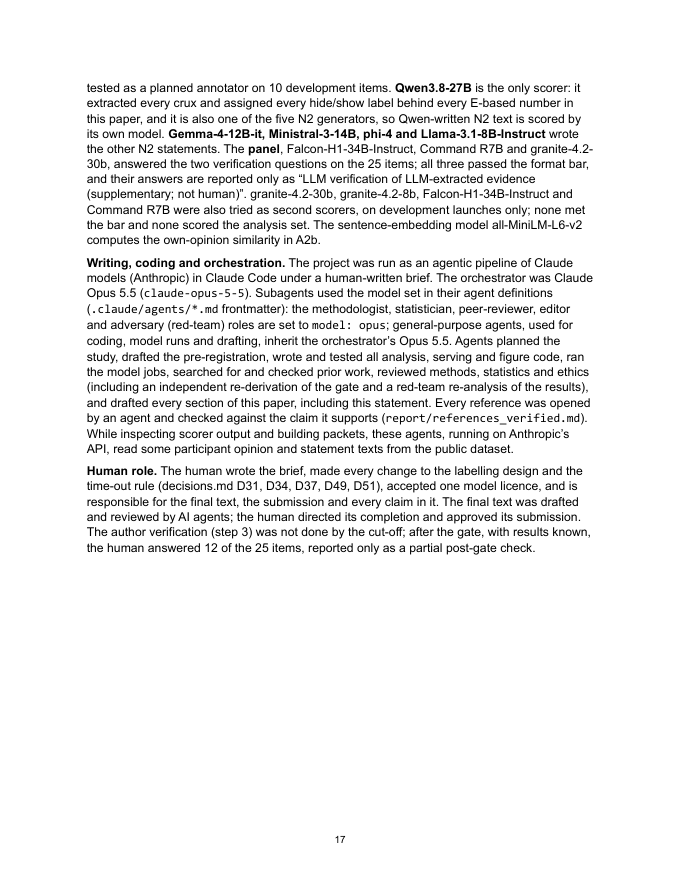 tested as a planned annotator on 10 development items. Qwen3.8-27B is the only scorer: it
extracted every crux and assigned every hide/show label behind every E-based number in
this paper, and it is also one of the five N2 generators, so Qwen-written N2 text is scored by
its own model. Gemma-4-12B-it, Ministral-3-14B, phi-4 and Llama-3.1-8B-Instruct wrote
the other N2 statements. The panel, Falcon-H1-34B-Instruct, Command R7B and granite-4.2-
30b, answered the two verification questions on the 25 items; all three passed the format bar,
and their answers are reported only as “LLM verification of LLM-extracted evidence
(supplementary; not human)”. granite-4.2-30b, granite-4.2-8b, Falcon-H1-34B-Instruct and
Command R7B were also tried as second scorers, on development launches only; none met
the bar and none scored the analysis set. The sentence-embedding model all-MiniLM-L6-v2
computes the own-opinion similarity in A2b.
Writing, coding and orchestration. The project was run as an agentic pipeline of Claude
models (Anthropic) in Claude Code under a human-written brief. The orchestrator was Claude
Opus 5.5 (claude-opus-5-5). Subagents used the model set in their agent definitions
(.claude/agents/*.md frontmatter): the methodologist, statistician, peer-reviewer, editor
and adversary (red-team) roles are set to model: opus; general-purpose agents, used for
coding, model runs and drafting, inherit the orchestrator’s Opus 5.5. Agents planned the
study, drafted the pre-registration, wrote and tested all analysis, serving and figure code, ran
the model jobs, searched for and checked prior work, reviewed methods, statistics and ethics
(including an independent re-derivation of the gate and a red-team re-analysis of the results),
and drafted every section of this paper, including this statement. Every reference was opened
by an agent and checked against the claim it supports (report/references_verified.md).
While inspecting scorer output and building packets, these agents, running on Anthropic’s
API, read some participant opinion and statement texts from the public dataset.
Human role. The human wrote the brief, made every change to the labelling design and the
time-out rule (decisions.md D31, D34, D37, D49, D51), accepted one model licence, and is
responsible for the final text, the submission and every claim in it. The final text was drafted
and reviewed by AI agents; the human directed its completion and approved its submission.
The author verification (step 3) was not done by the cut-off; after the gate, with results known,
the human answered 12 of the 25 items, reported only as a partial post-gate check.
17